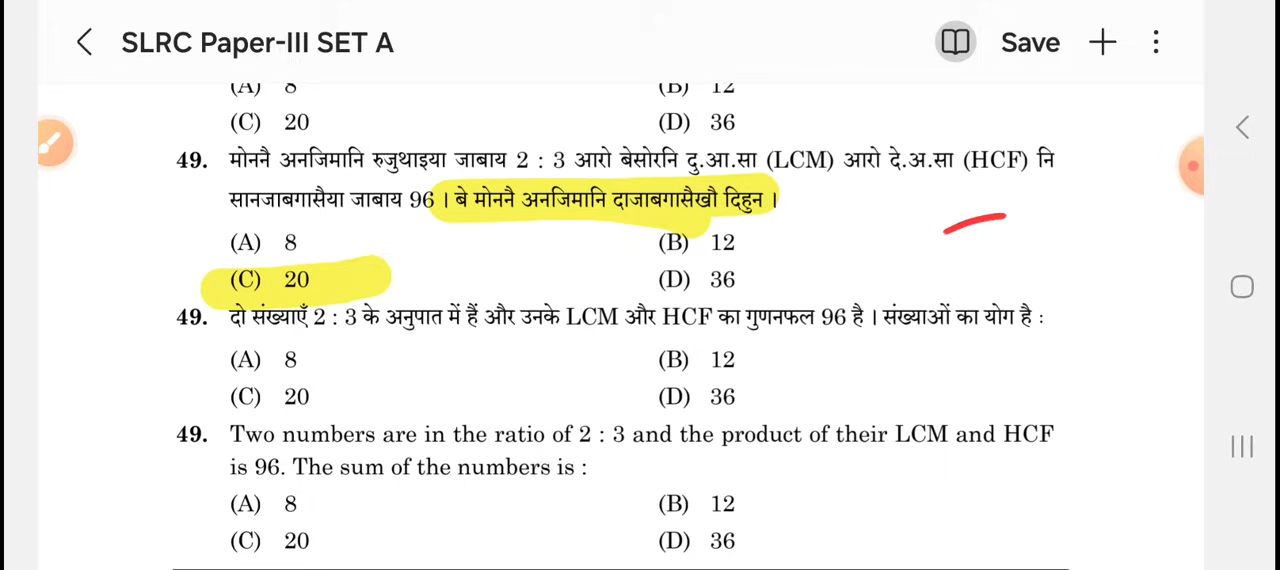 SLRC Paper-III SET A
Save
(A) 8 (B) 12
(C) 20 (D) 36
49. मोननै अनजिमानि रुजुथाइया जाबाय 2 : 3 आरो बेसोरनि दु.आ.सा (LCM) आरो दे.अ.सा (HCF) नि
सानजाबगासैया जाबाय 96 । बे मोननै अनजिमानि दाजाबगासैखौ दिहुन ।
(A) 8 (B) 12
(C) 20 (D) 36
49. दो संख्याएँ 2 : 3 के अनुपात में हैं और उनके LCM और HCF का गुणनफल 96 है । संख्याओं का योग है :
(A) 8 (B) 12
(C) 20 (D) 36
49. Two numbers are in the ratio of 2 : 3 and the product of their LCM and HCF
is 96. The sum of the numbers is :
(A) 8 (B) 12
(C) 20 (D) 36